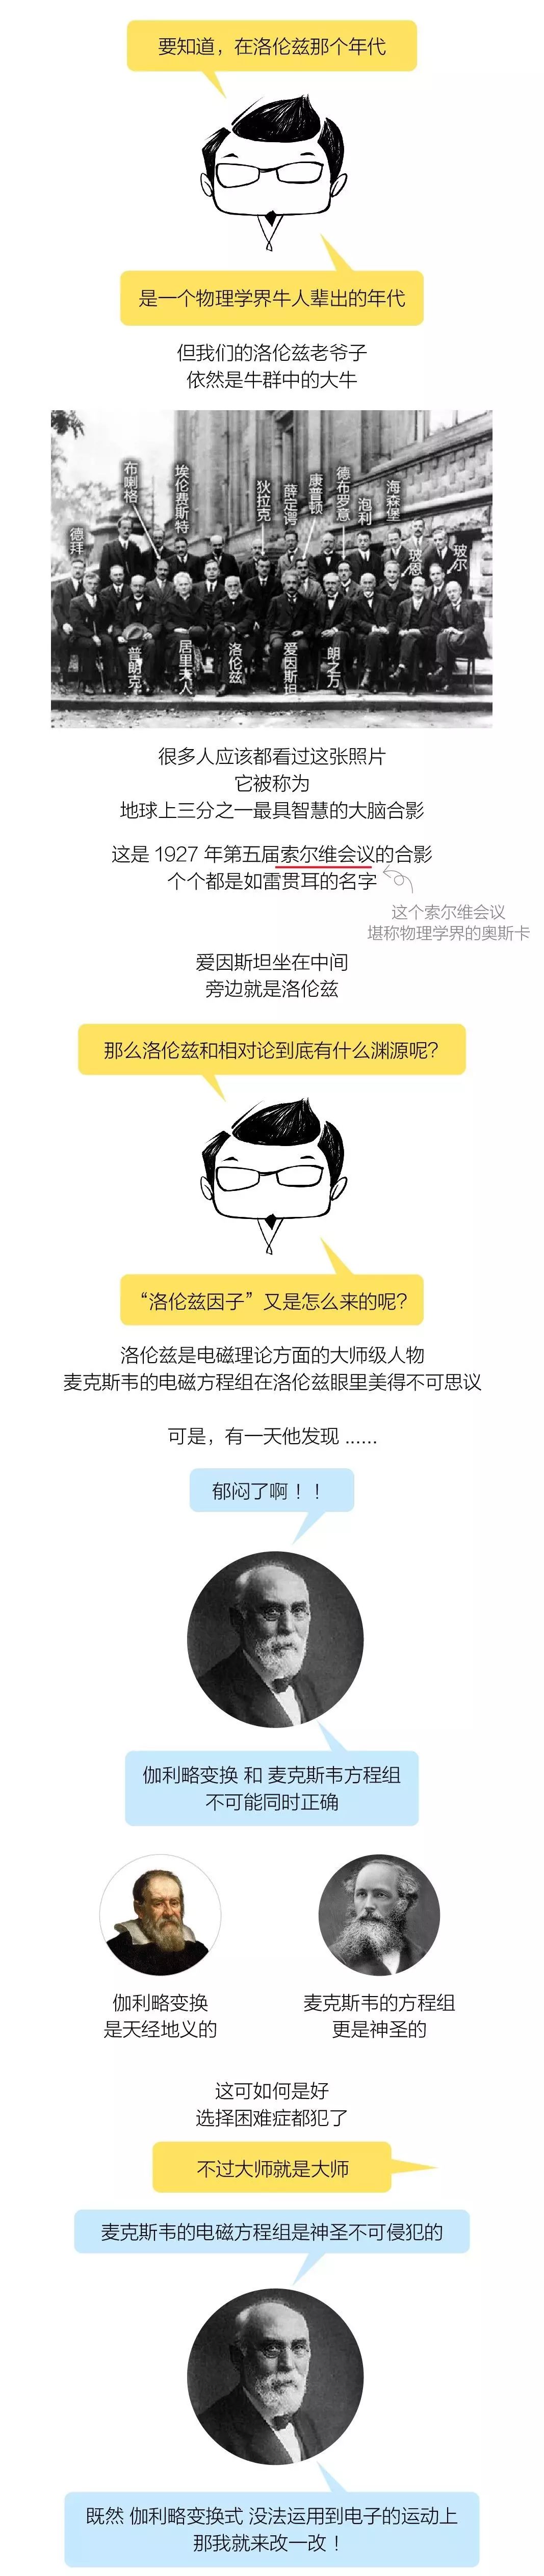 要知道，在洛伦兹那个年代
是一个物理学界牛人辈出的年代
但我们的洛伦兹老爷子
依然是牛群中的大牛
德拜
布喇格
埃伦费斯特
狄拉克
薛定谔
康普顿
德布罗意
泡利
海森堡
玻恩
玻尔
普朗克
居里夫人
洛伦兹
爱因斯坦
朗之万
很多人应该都看过这张照片
它被称为
地球上三分之一最具智慧的大脑合影
这是 1927 年第五届索尔维会议的合影
个个都是如雷贯耳的名字
这个索尔维会议
堪称物理学界的奥斯卡
爱因斯坦坐在中间
旁边就是洛伦兹
那么洛伦兹和相对论到底有什么渊源呢？
“洛伦兹因子”又是怎么来的呢？
洛伦兹是电磁理论方面的大师级人物
麦克斯韦的电磁方程组在洛伦兹眼里美得不可思议
可是，有一天他发现 ......
郁闷了啊！！
伽利略变换 和 麦克斯韦方程组
不可能同时正确
伽利略变换
是天经地义的
麦克斯韦的方程组
更是神圣的
这可如何是好
选择困难症都犯了
不过大师就是大师
麦克斯韦的电磁方程组是神圣不可侵犯的
既然 伽利略变换式 没法运用到电子的运动上
那我就来改一改！